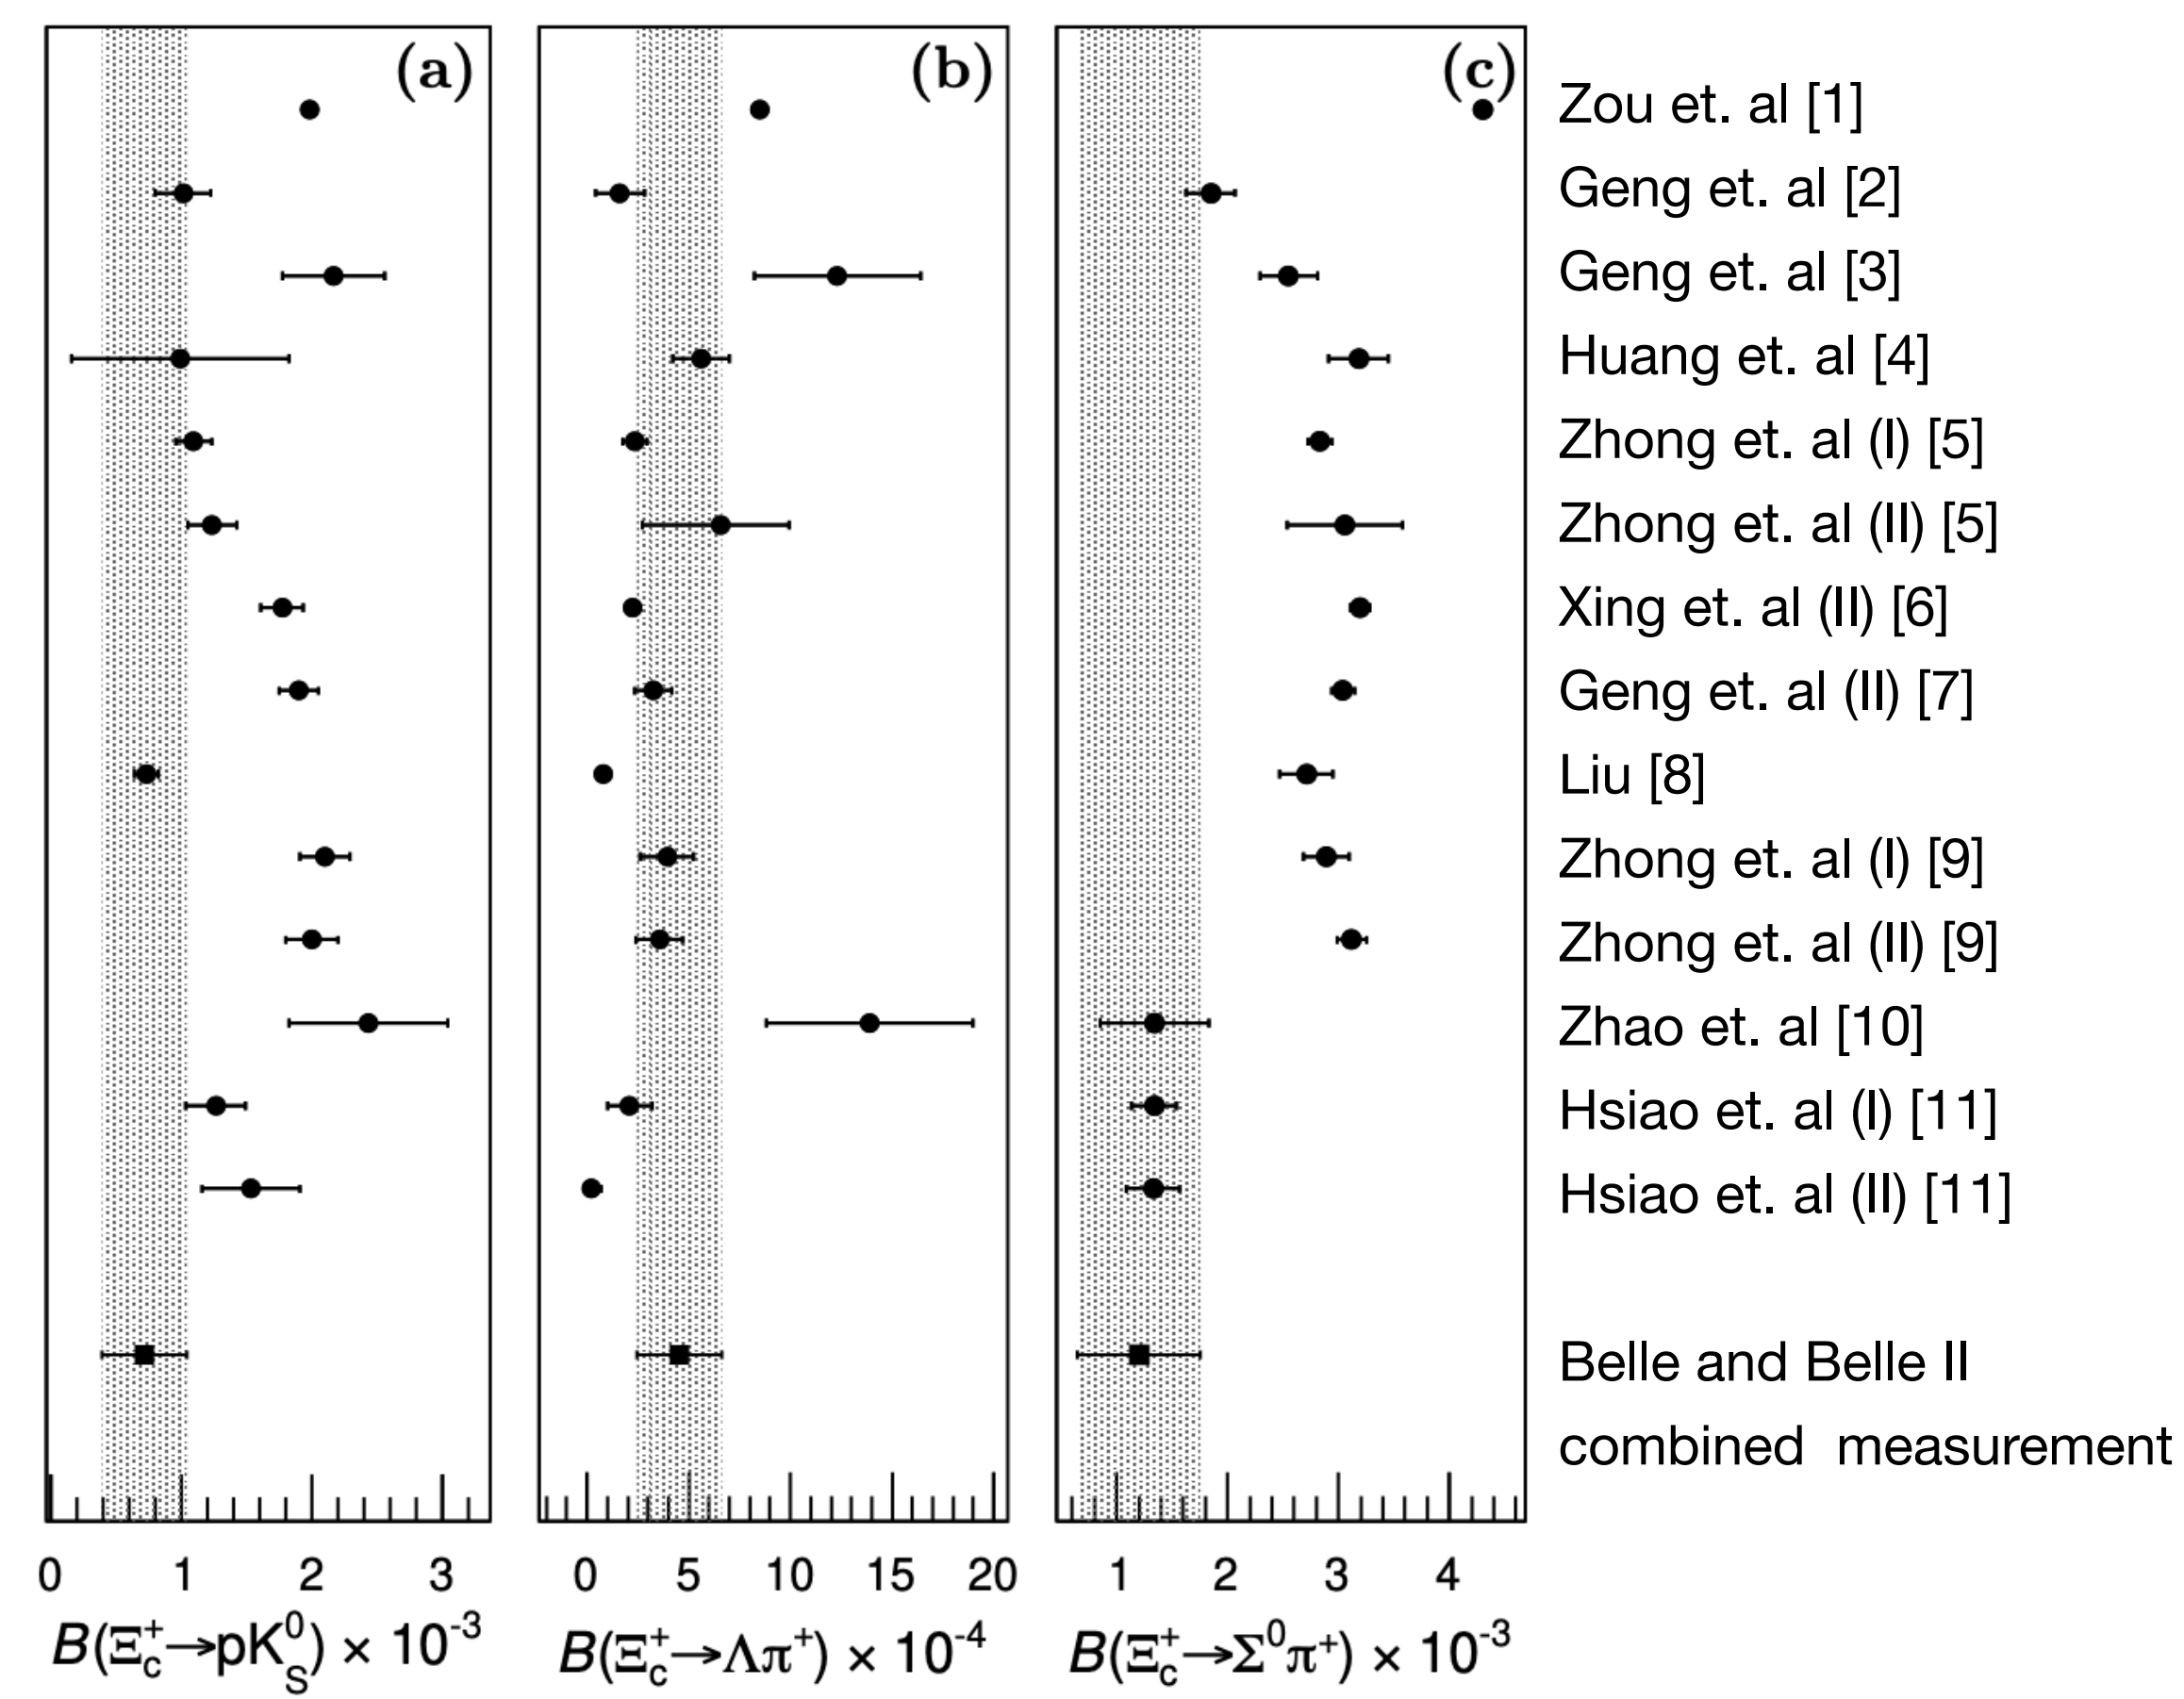 (a) (b) (c)
Zou et. al [1]
Geng et. al [2]
Geng et. al [3]
Huang et. al [4]
Zhong et. al (I) [5]
Zhong et. al (II) [5]
Xing et. al (II) [6]
Geng et. al (II) [7]
Liu [8]
Zhong et. al (I) [9]
Zhong et. al (II) [9]
Zhao et. al [10]
Hsiao et. al (I) [11]
Hsiao et. al (II) [11]
Belle and Belle II
combined measurement
0 1 2 3 0 5 10 15 20 1 2 3 4
B(Ξc+→pKS0) × 10-3 B(Ξc+→Λπ+) × 10-4 B(Ξc+→Σ0π+) × 10-3